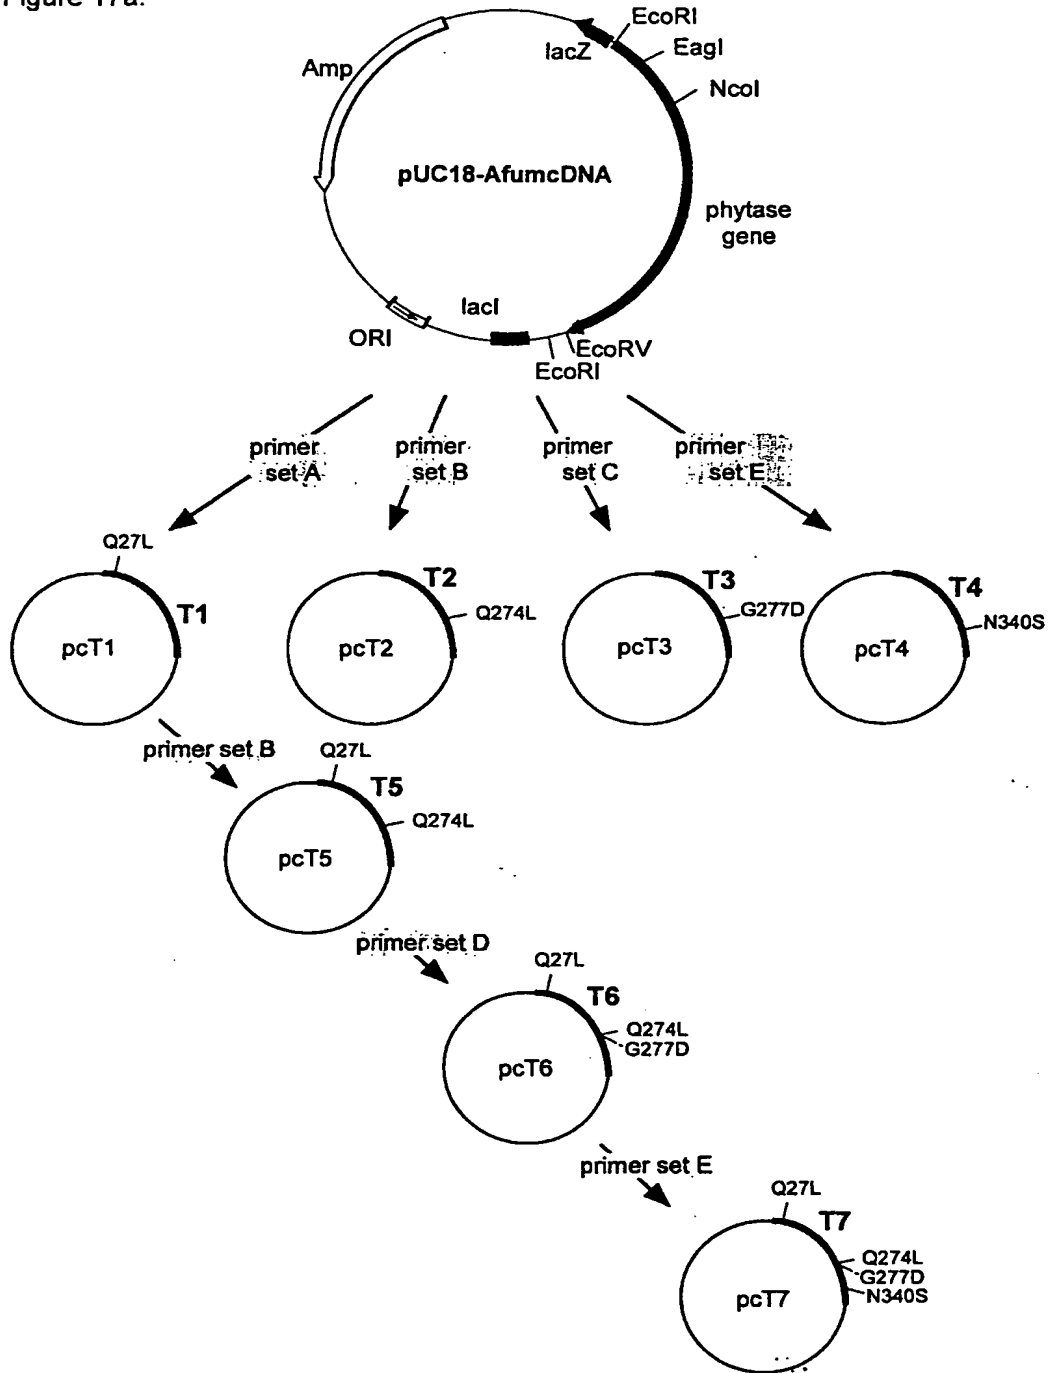 Figure 17a.
EcoRI
lacZ
EagI
Amp
NcoI
pUC18-AfumcDNA
phytase
gene
lacI
ORI
EcoRV
EcoRI
primer
set A
primer
set B
primer
set C
primer
set E
Q27L
T1
pcT1
T2
Q274L
pcT2
T3
G277D
pcT3
T4
N340S
pcT4
primer set B
Q27L
T5
Q274L
pcT5
primer set D
Q27L
T6
Q274L
G277D
pcT6
primer set E
Q27L
T7
Q274L
G277D
N340S
pcT7